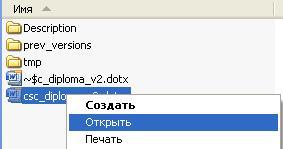 Имя
Description
prev_versions
tmp
~$c_diploma_v2.dotx
csc_diplom
Создать
Открыть
Печать